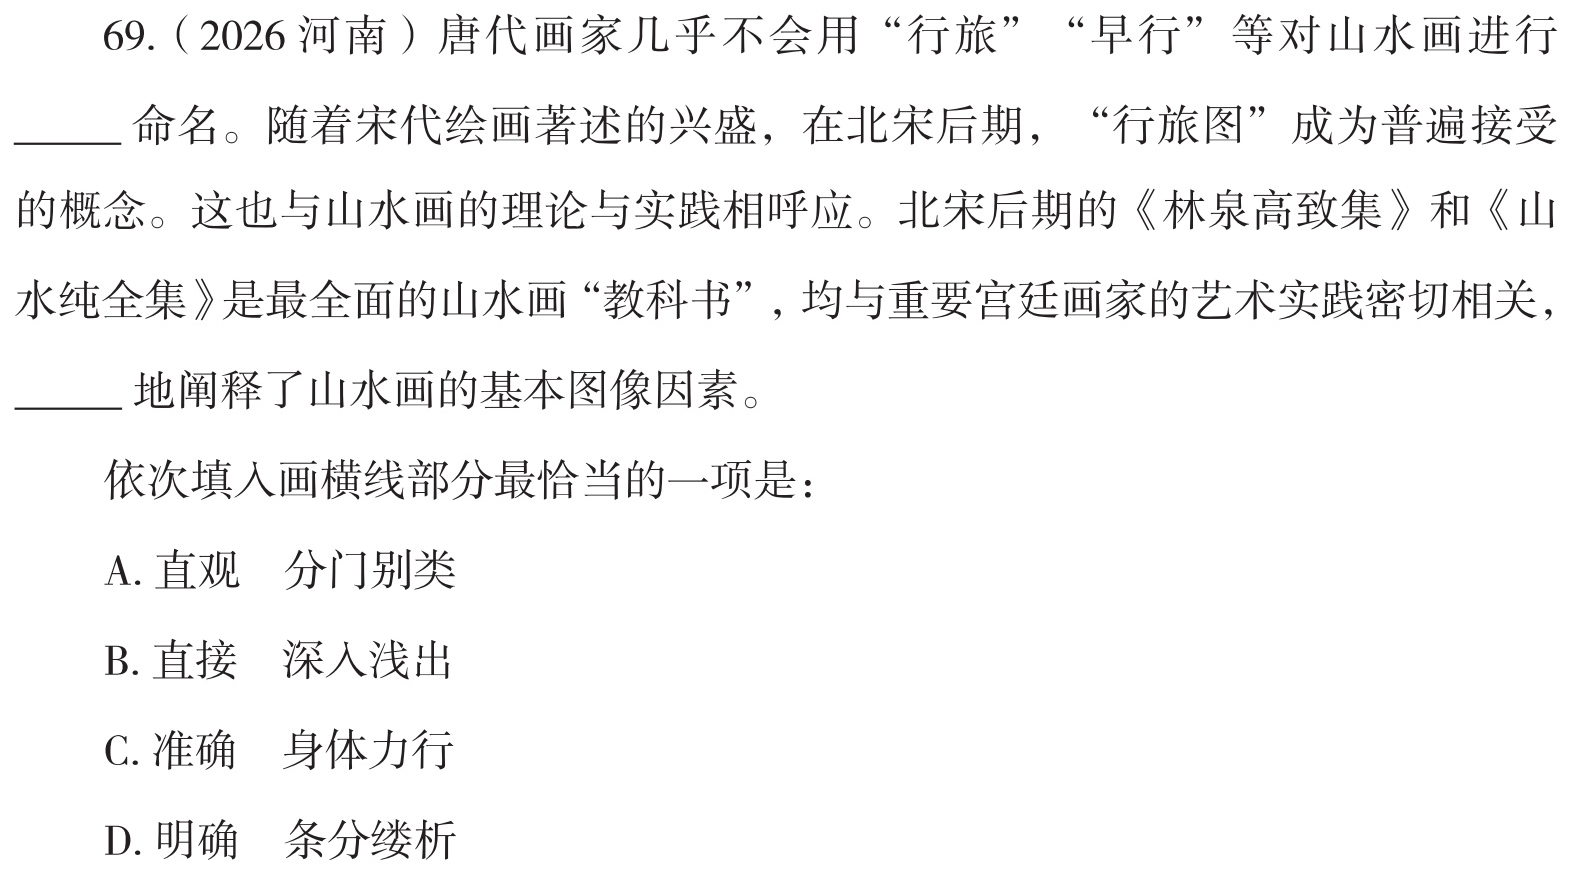 69.（2026 河南）唐代画家几乎不会用“行旅”“早行”等对山水画进行
_____ 命名。随着宋代绘画著述的兴盛，在北宋后期，“行旅图”成为普遍接受
的概念。这也与山水画的理论与实践相呼应。北宋后期的《林泉高致集》和《山
水纯全集》是最全面的山水画“教科书”，均与重要宫廷画家的艺术实践密切相关，
_____ 地阐释了山水画的基本图像因素。
依次填入画横线部分最恰当的一项是：
A. 直观　分门别类
B. 直接　深入浅出
C. 准确　身体力行
D. 明确　条分缕析